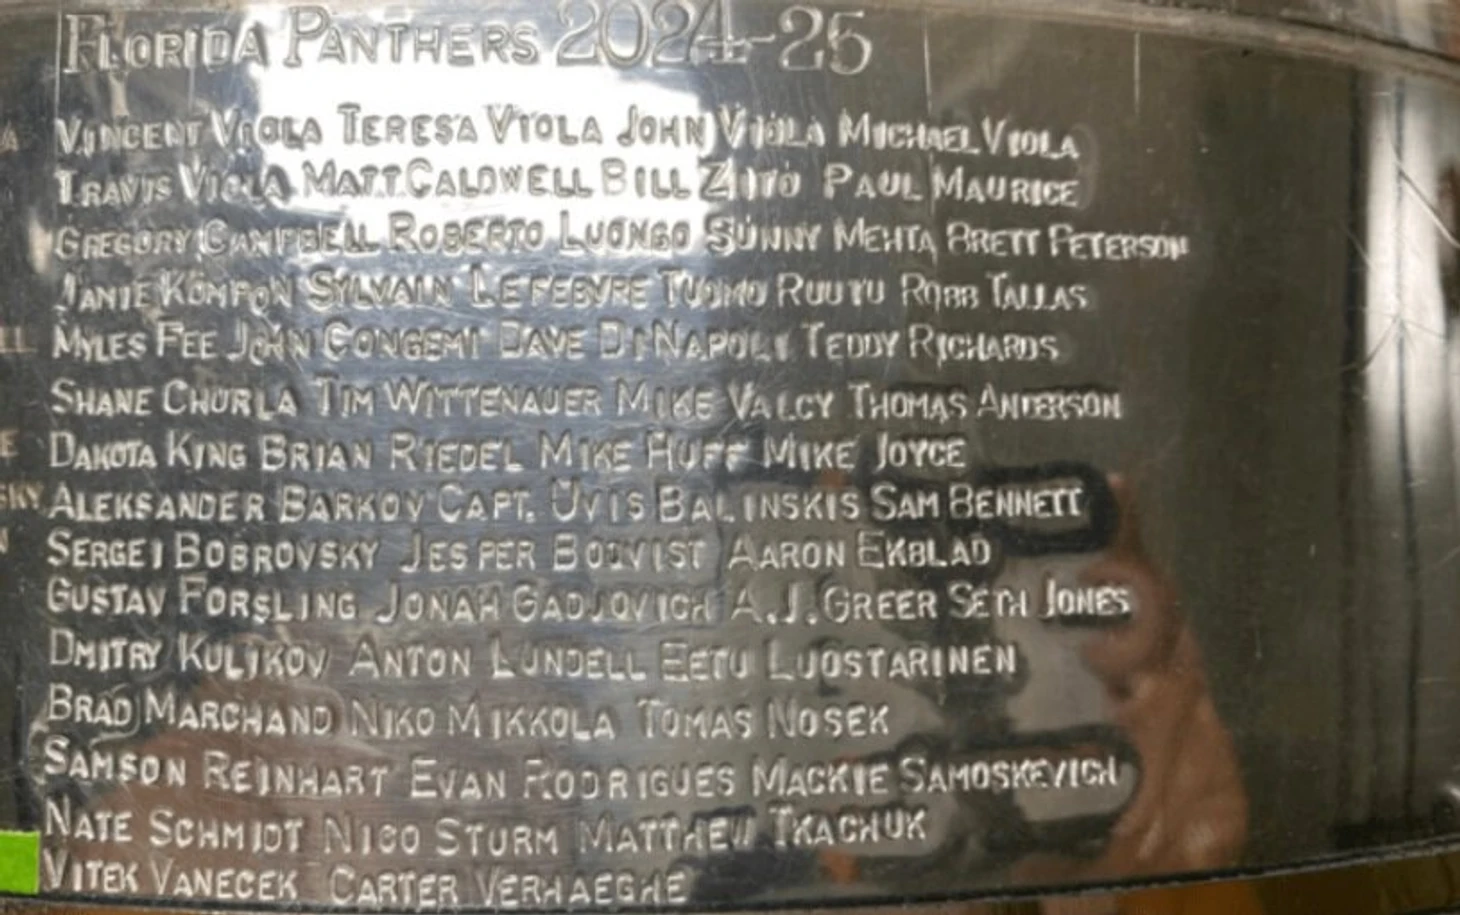 FLORIDA PANTHERS 2024-25
A VINCENT VIOLA TERESA VIOLA JOHN VIOLA MICHAEL VIOLA
TRAVIS VIOLA MATT CALDWELL BILL ZITO PAUL MAURICE
GREGORY CAMPBELL ROBERTO LUONGO SUNNY MEHTA BRETT PETERSON
JAMIE KOMPON SYLVAIN LEFEBVRE TUOMO RUUTU ROBB TALLAS
LL MYLES FEE JOHN CONGEMI DAVE DINAPOLI TEDDY RICHARDS
SHANE CHURLA TIM WITTENAUER MIKE VALCY THOMAS ANDERSON
E DAKOTA KING BRIAN RIEDEL MIKE HUFF MIKE JOYCE
SKY ALEKSANDER BARKOV CAPT. UVIS BALINSKIS SAM BENNETT
N SERGEI BOBROVSKY JESPER BOQVIST AARON EKBLAD
GUSTAV FORSLING JONAH GADJOVICH A.J. GREER SETH JONES
DMITRY KULIKOV ANTON LUNDELL EETU LUOSTARINEN
BRAD MARCHAND NIKO MIKKOLA TOMAS NOSEK
SAMSON REINHART EVAN RODRIGUES MACKIE SAMOSKEVICH
NATE SCHMIDT NICO STURM MATTHEW TKACHUK
VITEK VANECEK CARTER VERHAEGHE